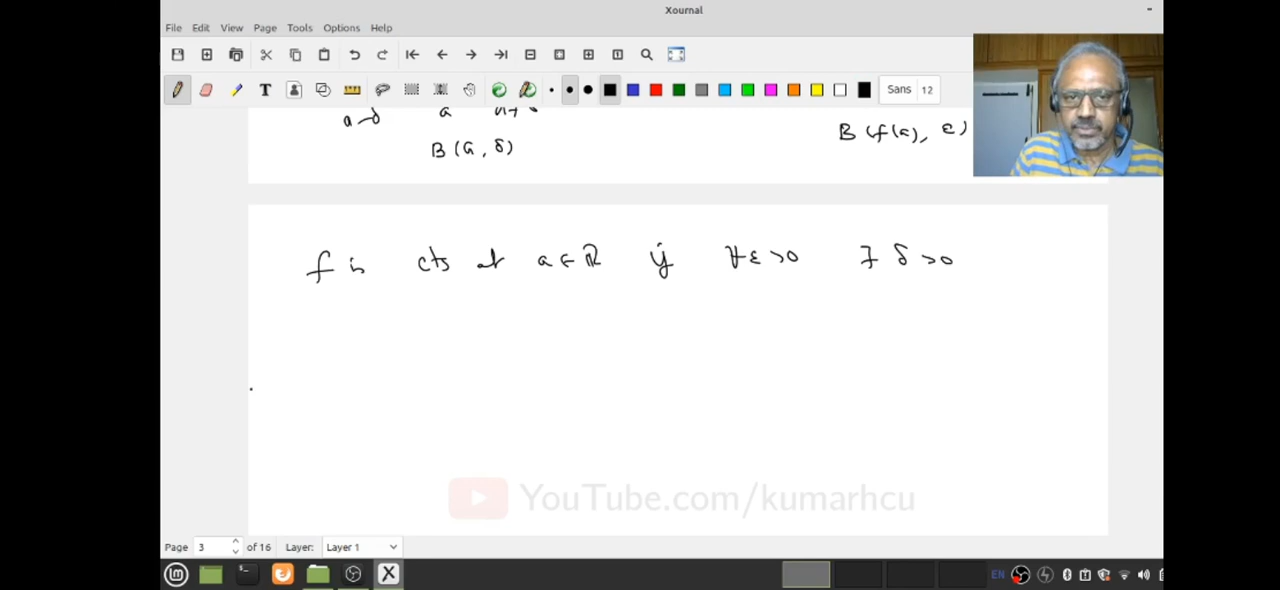 Xournal
File Edit View Page Tools Options Help
Sans 12
a-δ a
B (a, δ)
B (f(a), ε)
f is cts at a ∈ ℝ if ∀ ε > 0 ∃ δ > 0
YouTube.com/kumarhcu
Page 3 of 16 Layer: Layer 1
EN